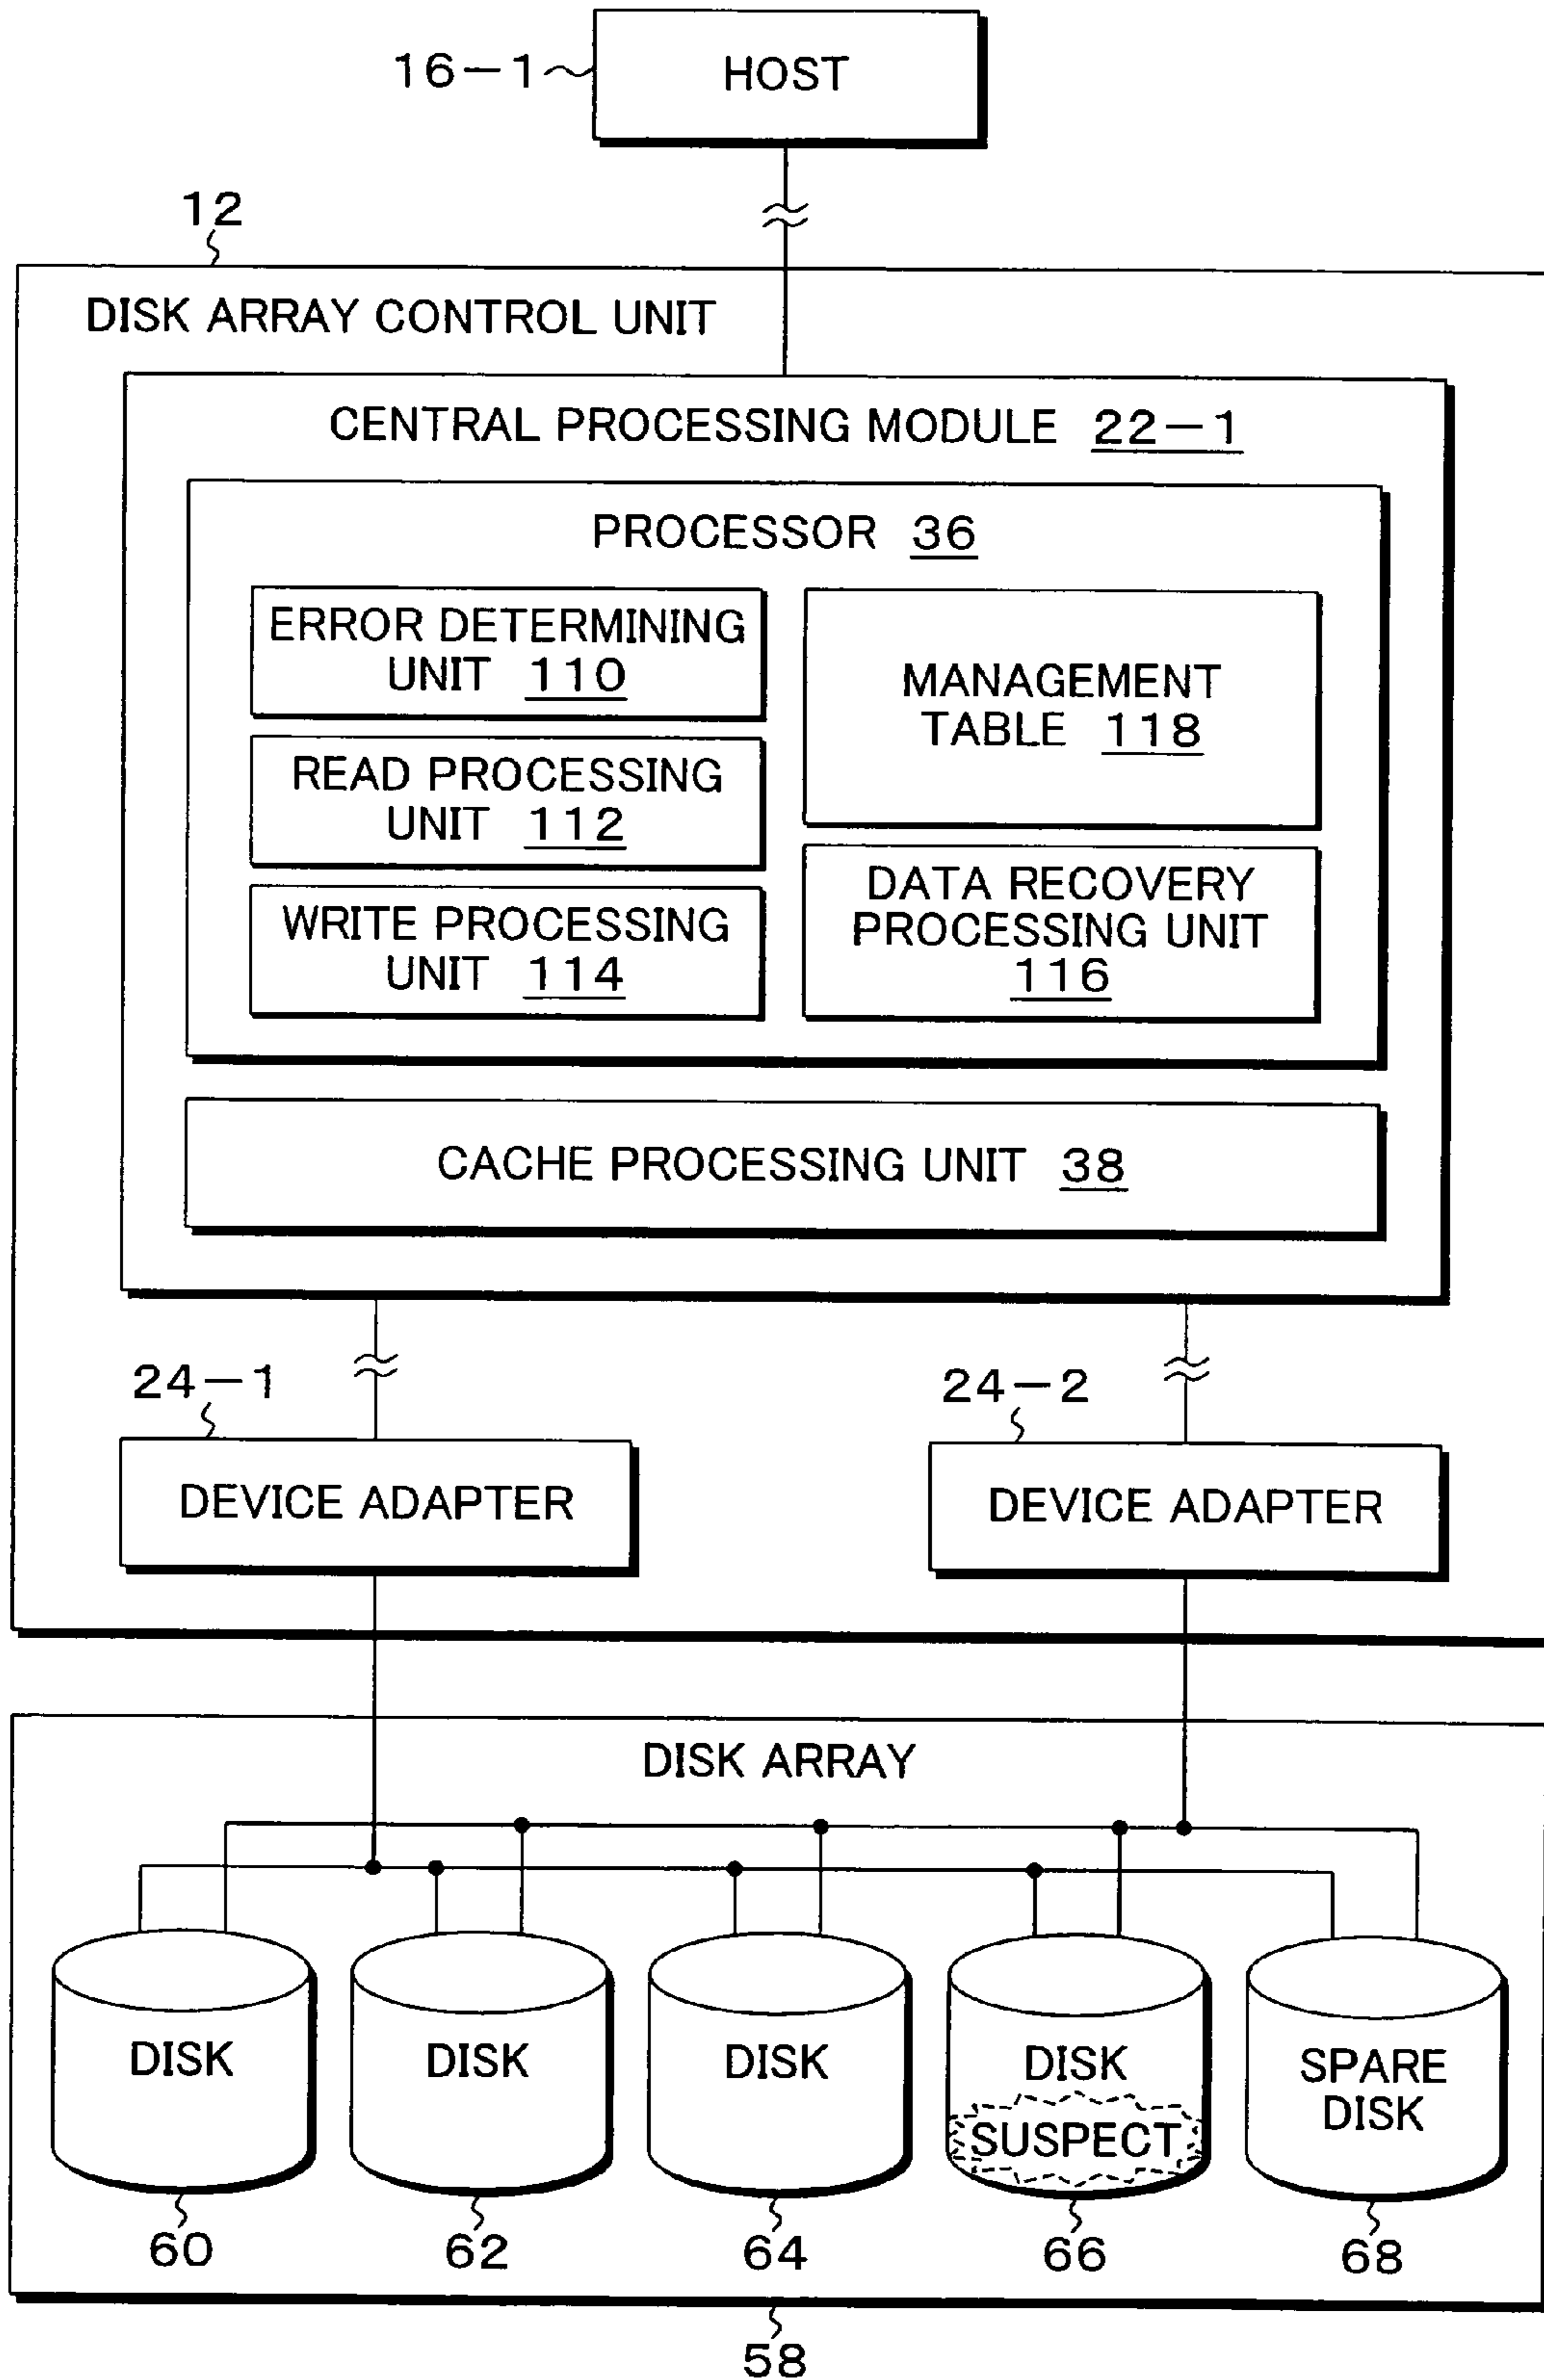 16-1
HOST
12
DISK ARRAY CONTROL UNIT
CENTRAL PROCESSING MODULE 22-1
PROCESSOR 36
ERROR DETERMINING
UNIT 110
READ PROCESSING
UNIT 112
WRITE PROCESSING
UNIT 114
MANAGEMENT
TABLE 118
DATA RECOVERY
PROCESSING UNIT
116
CACHE PROCESSING UNIT 38
24-1
24-2
DEVICE ADAPTER
DEVICE ADAPTER
DISK ARRAY
DISK
DISK
DISK
DISK
SUSPECT
SPARE
DISK
60
62
64
66
68
58